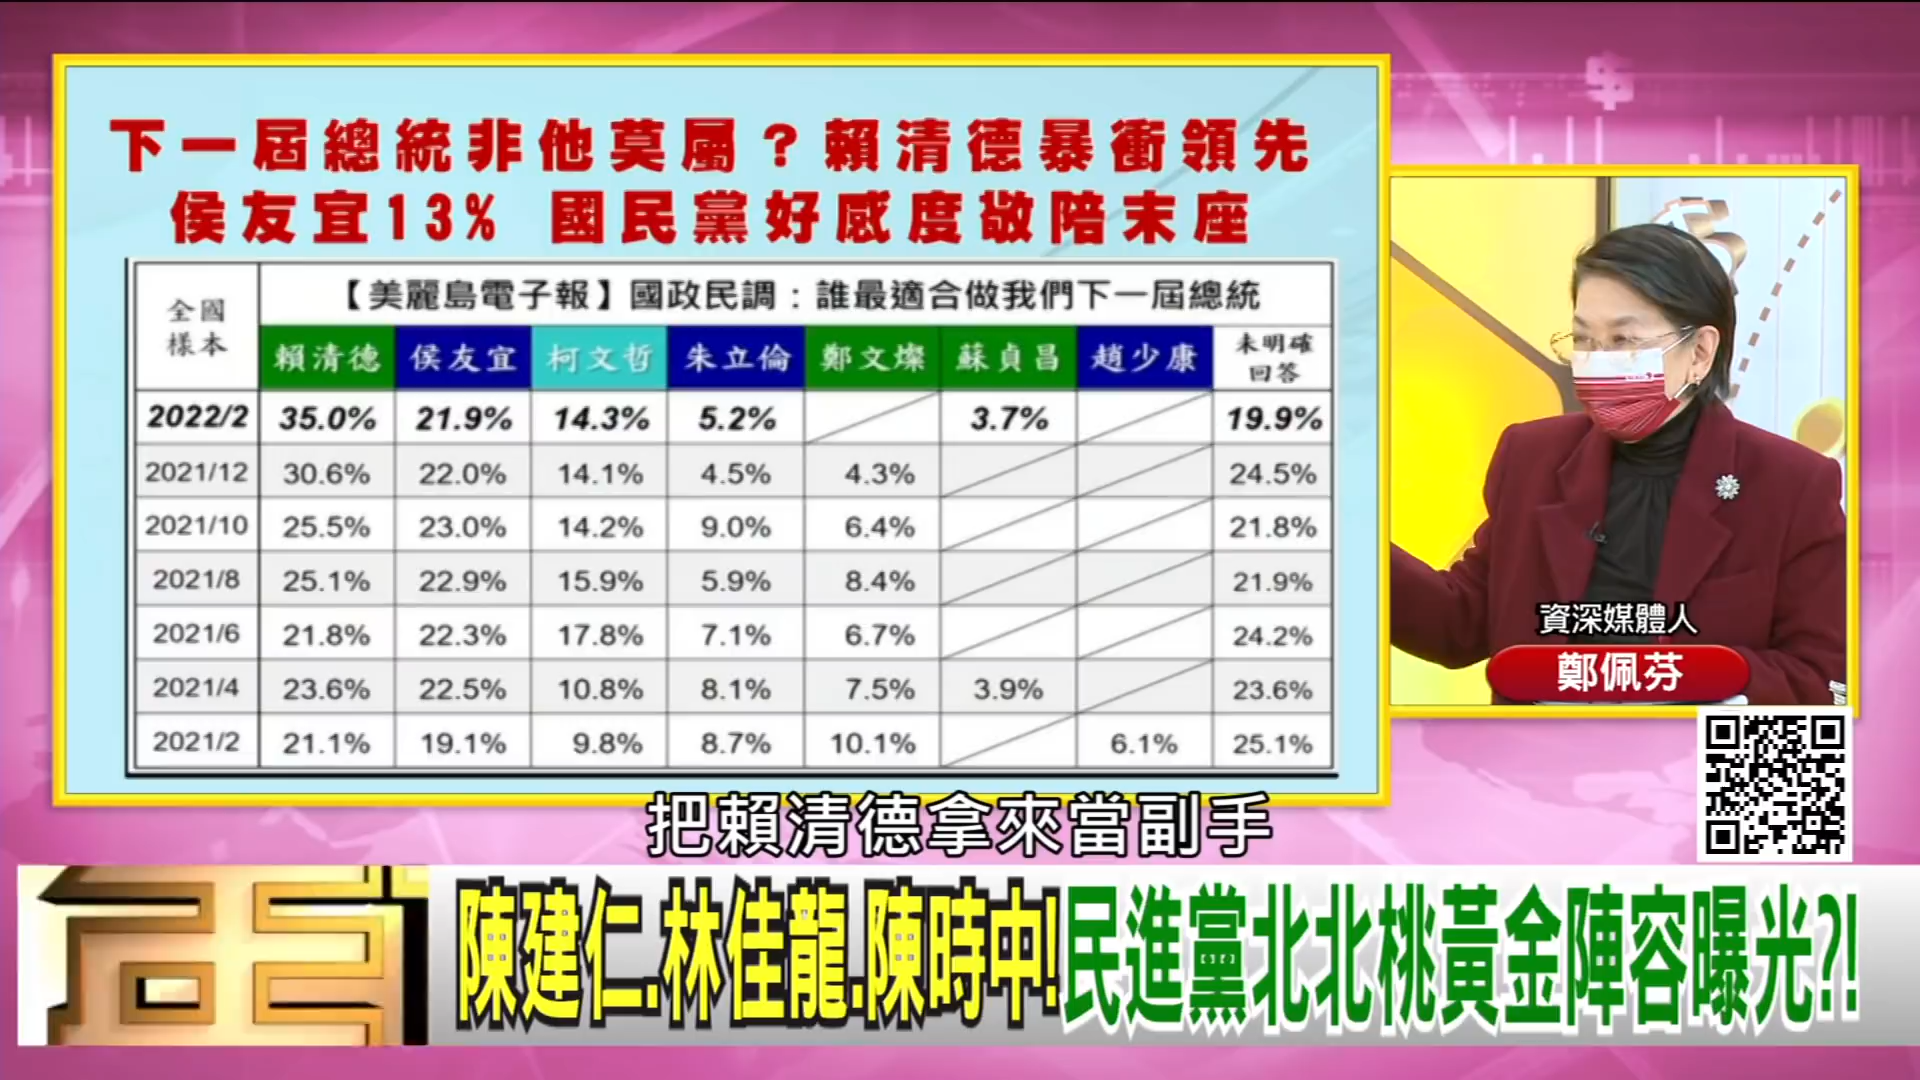 下一屆總統非他莫屬？賴清德暴衝領先
侯友宜13% 國民黨好感度敬陪末座
全國樣本 【美麗島電子報】國政民調：誰最適合做我們下一屆總統
賴清德 侯友宜 柯文哲 朱立倫 鄭文燦 蘇貞昌 趙少康 未明確回答
2022/2 35.0% 21.9% 14.3% 5.2% 3.7% 19.9%
2021/12 30.6% 22.0% 14.1% 4.5% 4.3% 24.5%
2021/10 25.5% 23.0% 14.2% 9.0% 6.4% 21.8%
2021/8 25.1% 22.9% 15.9% 5.9% 8.4% 21.9%
2021/6 21.8% 22.3% 17.8% 7.1% 6.7% 24.2%
2021/4 23.6% 22.5% 10.8% 8.1% 7.5% 3.9% 23.6%
2021/2 21.1% 19.1% 9.8% 8.7% 10.1% 6.1% 25.1%
資深媒體人
鄭佩芬
把賴清德拿來當副手
陳建仁.林佳龍.陳時中!民進黨北北桃黃金陣容曝光?!